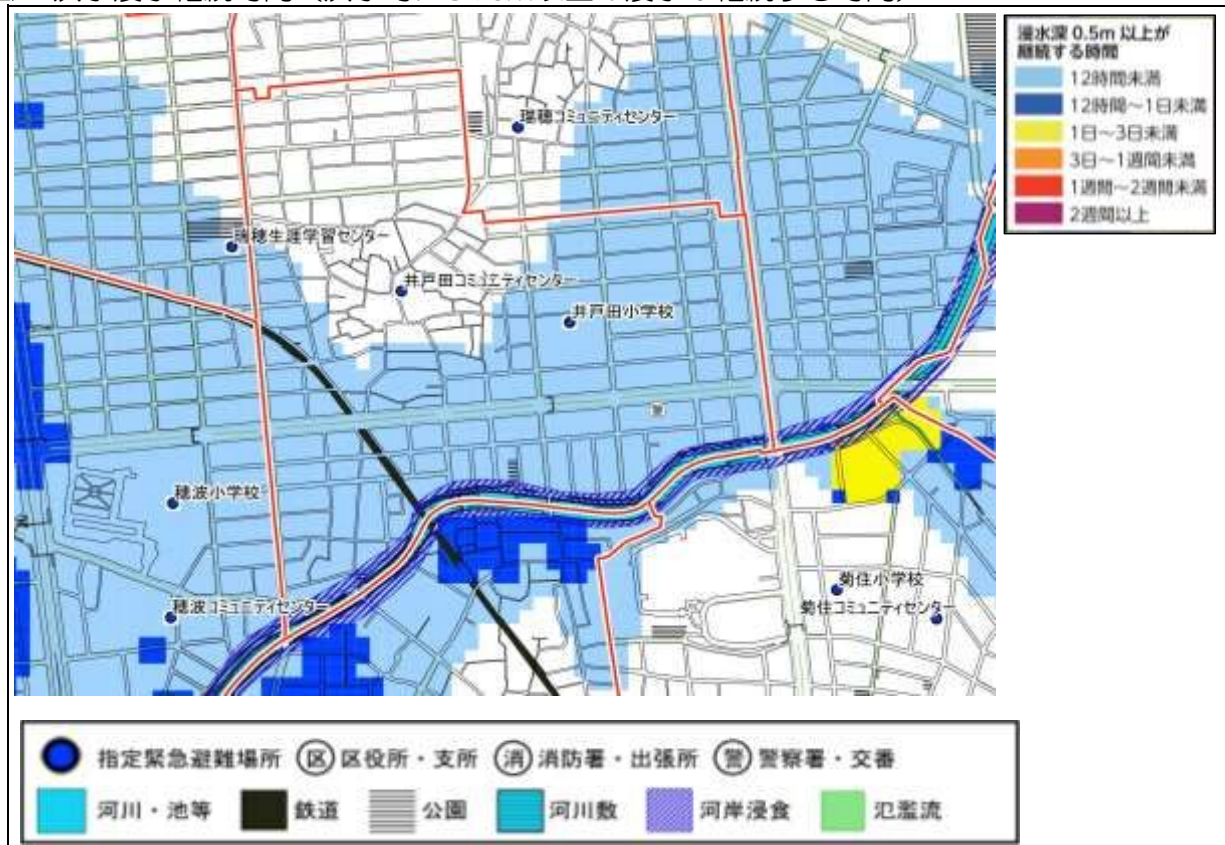 浸水深 0.5m 以上が
継続する時間
12時間未満
12時間～1日未満
1日～3日未満
3日～1週間未満
1週間～2週間未満
2週間以上
瑞穂コミュニティセンター
瑞穂生涯学習センター
井戸田コミュニティセンター
井戸田小学校
穂波小学校
菊住小学校
穂波コミュニティセンター
菊住コミュニティセンター
指定緊急避難場所 区 区役所・支所 消 消防署・出張所 警 警察署・交番
河川・池等 鉄道 公園 河川敷 河岸浸食 氾濫流